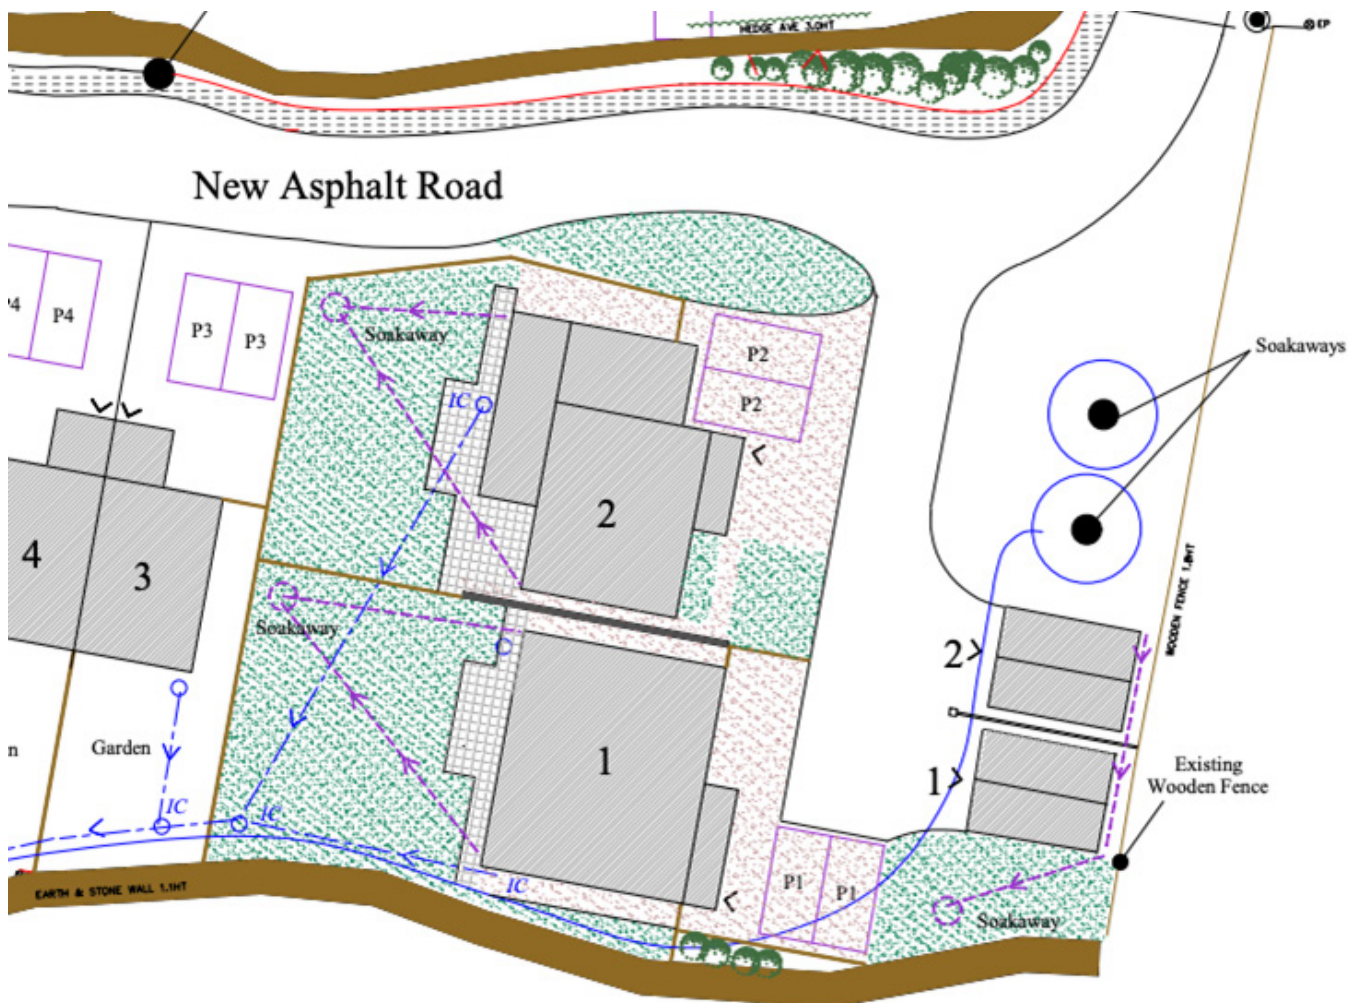 HEDGE AVE 3.0HT
EP
New Asphalt Road
P4
P4
P3
P3
Soakaway
P2
P2
Soakaways
IC
2
4
3
WOODEN FENCE 1.8HT
Soakaway
2
1
1
Garden
n
Existing
Wooden Fence
IC
IC
IC
P1
P1
EARTH & STONE WALL 1.1HT
Soakaway